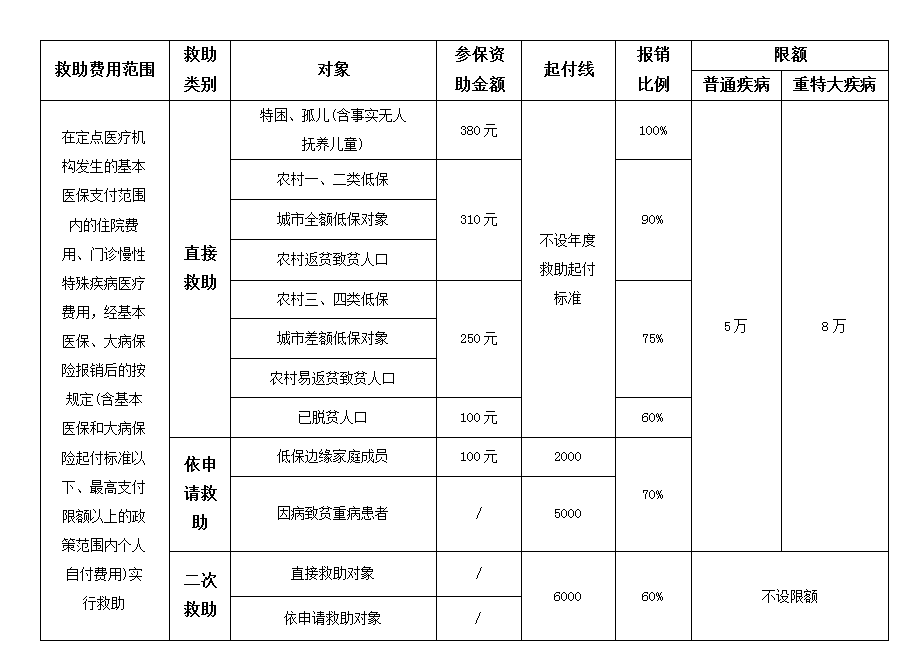 救助费用范围
救助
类别
对象
参保资
助金额
起付线
报销
比例
限额
普通疾病
重特大疾病
在定点医疗机
构发生的基本
医保支付范围
内的住院费
用、门诊慢性
特殊疾病医疗
费用，经基本
医保、大病保
险报销后的按
规定(含基本
医保和大病保
险起付标准以
下、最高支付
限额以上的政
策范围内个人
自付费用)实
行救助
直接
救助
特困、孤儿(含事实无人
抚养儿童)
380元
不设年度
救助起付
标准
100%
5万
8万
农村一、二类低保
310元
90%
城市全额低保对象
农村返贫致贫人口
农村三、四类低保
250元
75%
城市差额低保对象
农村易返贫致贫人口
已脱贫人口
100元
60%
依申
请救
助
低保边缘家庭成员
100元
2000
70%
因病致贫重病患者
/
5000
二次
救助
直接救助对象
/
6000
60%
不设限额
依申请救助对象
/